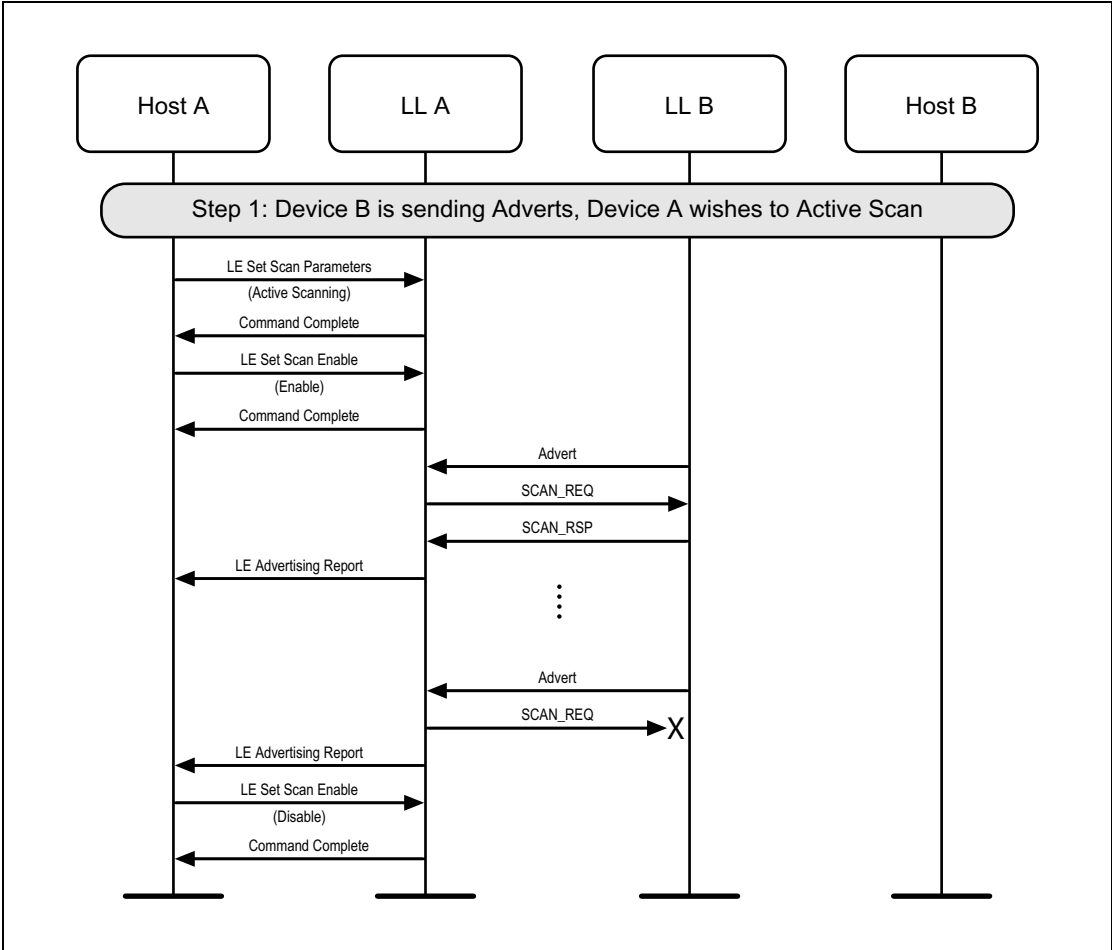 Host A
LL A
LL B
Host B
Step 1: Device B is sending Adverts, Device A wishes to Active Scan
LE Set Scan Parameters
(Active Scanning)
Command Complete
LE Set Scan Enable
(Enable)
Command Complete
Advert
SCAN_REQ
SCAN_RSP
LE Advertising Report
Advert
SCAN_REQ
X
LE Advertising Report
LE Set Scan Enable
(Disable)
Command Complete